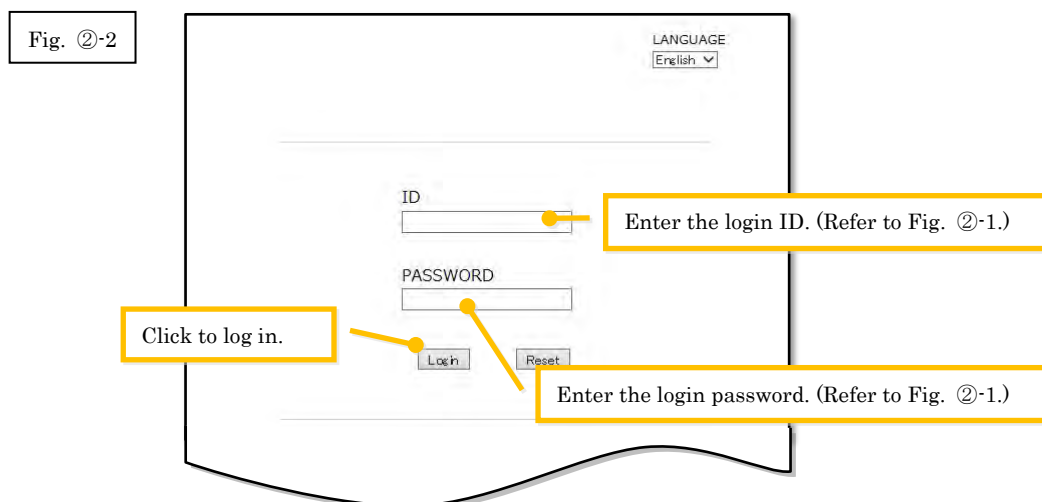 Fig. ②-2
LANGUAGE
English
ID
Enter the login ID. (Refer to Fig. ②-1.)
PASSWORD
Click to log in.
Login
Reset
Enter the login password. (Refer to Fig. ②-1.)